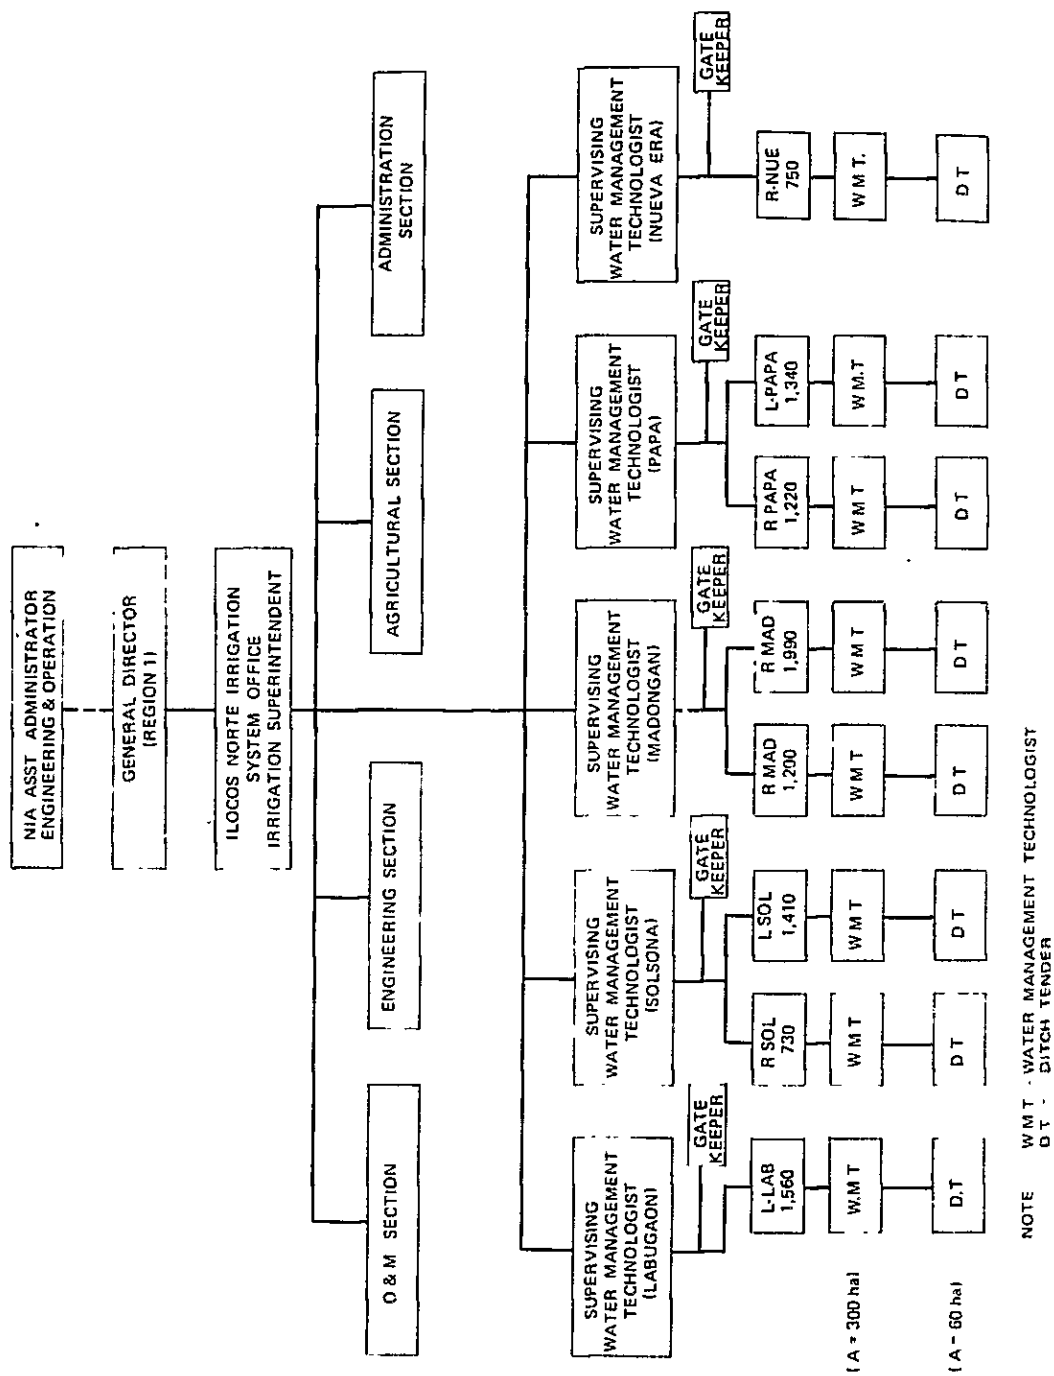 NIA ASST ADMINISTRATOR
ENGINEERING & OPERATION
GENERAL DIRECTOR
(REGION 1)
ILOCOS NORTE IRRIGATION
SYSTEM OFFICE
IRRIGATION SUPERINTENDENT
O & M SECTION
ENGINEERING SECTION
AGRICULTURAL SECTION
ADMINISTRATION
SECTION
SUPERVISING
WATER MANAGEMENT
TECHNOLOGIST
(LABUGAON)
SUPERVISING
WATER MANAGEMENT
TECHNOLOGIST
(SOLSONA)
SUPERVISING
WATER MANAGEMENT
TECHNOLOGIST
(MADONGAN)
SUPERVISING
WATER MANAGEMENT
TECHNOLOGIST
(PAPA)
SUPERVISING
WATER MANAGEMENT
TECHNOLOGIST
(NUEVA ERA)
GATE
KEEPER
GATE
KEEPER
GATE
KEEPER
GATE
KEEPER
GATE
KEEPER
L-LAB
1,560
R SOL
730
L SOL
1,410
R MAD
1,200
R MAD
1,990
R PAPA
1,220
L-PAPA
1,340
R-NUE
750
( A = 300 ha)
W.M T
W M T
W M T
W M T
W M T
W M T
W M.T
W M T.
( A - 60 ha)
D.T
D T
D T
D T
D T
D T
D T
D T
NOTE W M T - WATER MANAGEMENT TECHNOLOGIST
D T - DITCH TENDER